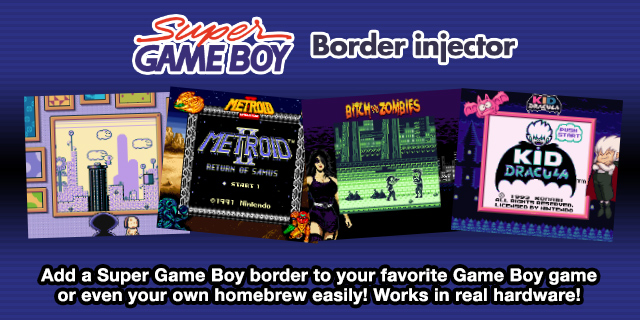 Super
GAME BOY
Border injector
METROID
METROID
II
RETURN OF SAMUS
START!
©1991 Nintendo
BITCH
ZOMBIES
KID
DRACULA
PUSH
START
KID
DRACULA
TM
© 1993 KONAMI
ALL RIGHTS RESERVED.
LICENSED BY NINTENDO
Add a Super Game Boy border to your favorite Game Boy game
or even your own homebrew easily! Works in real hardware!